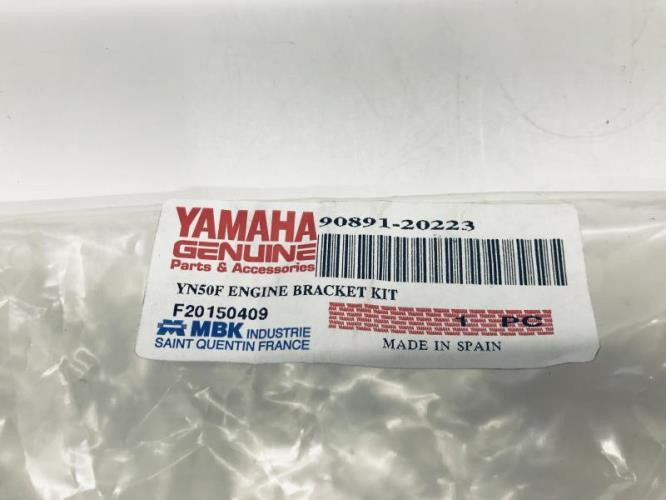 YAMAHA
GENUINE
Parts & Accessories
90891-20223
YN50F ENGINE BRACKET KIT
F20150409
MBK INDUSTRIE
SAINT QUENTIN FRANCE
1 PC
MADE IN SPAIN